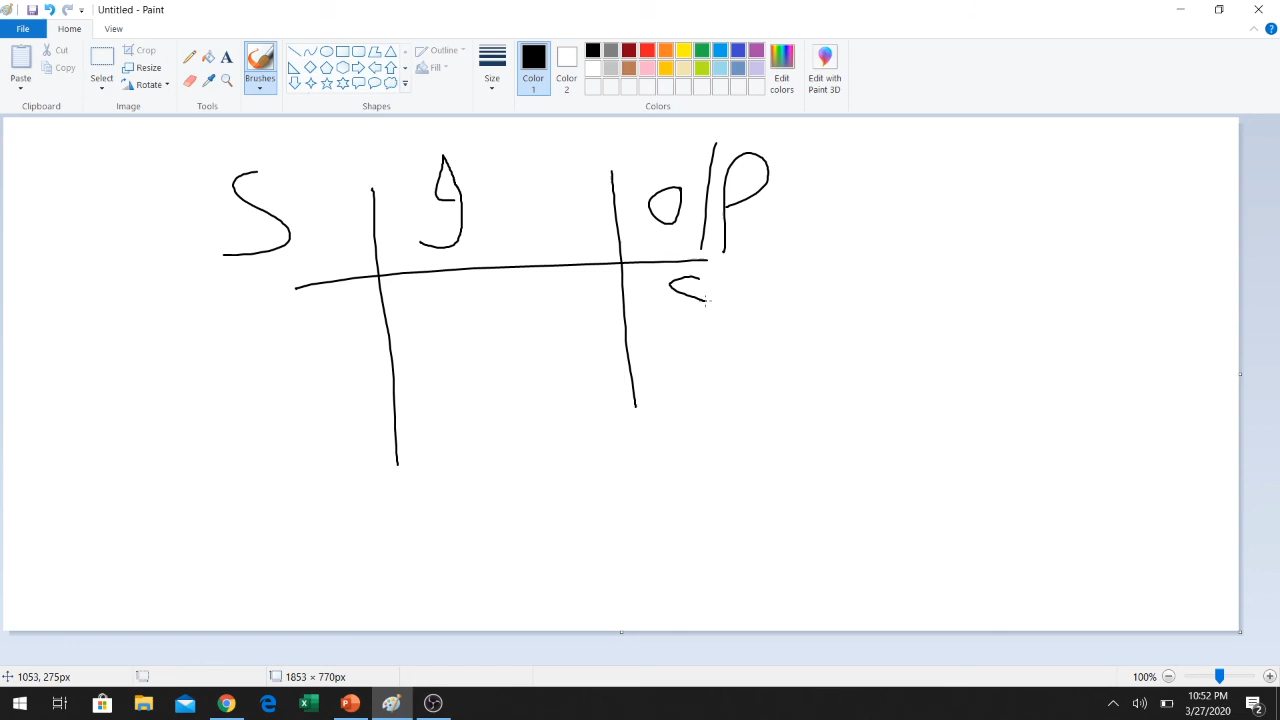 Untitled - Paint
File Home View
Paste Cut Copy
Clipboard
Select Crop Resize Rotate
Image
Tools
Brushes
Shapes
Outline Fill
Size
Color 1
Color 2
Colors
Edit colors
Edit with Paint 3D
S g o/p
1053, 275px
1853 × 770px
100%
10:52 PM
3/27/2020
2